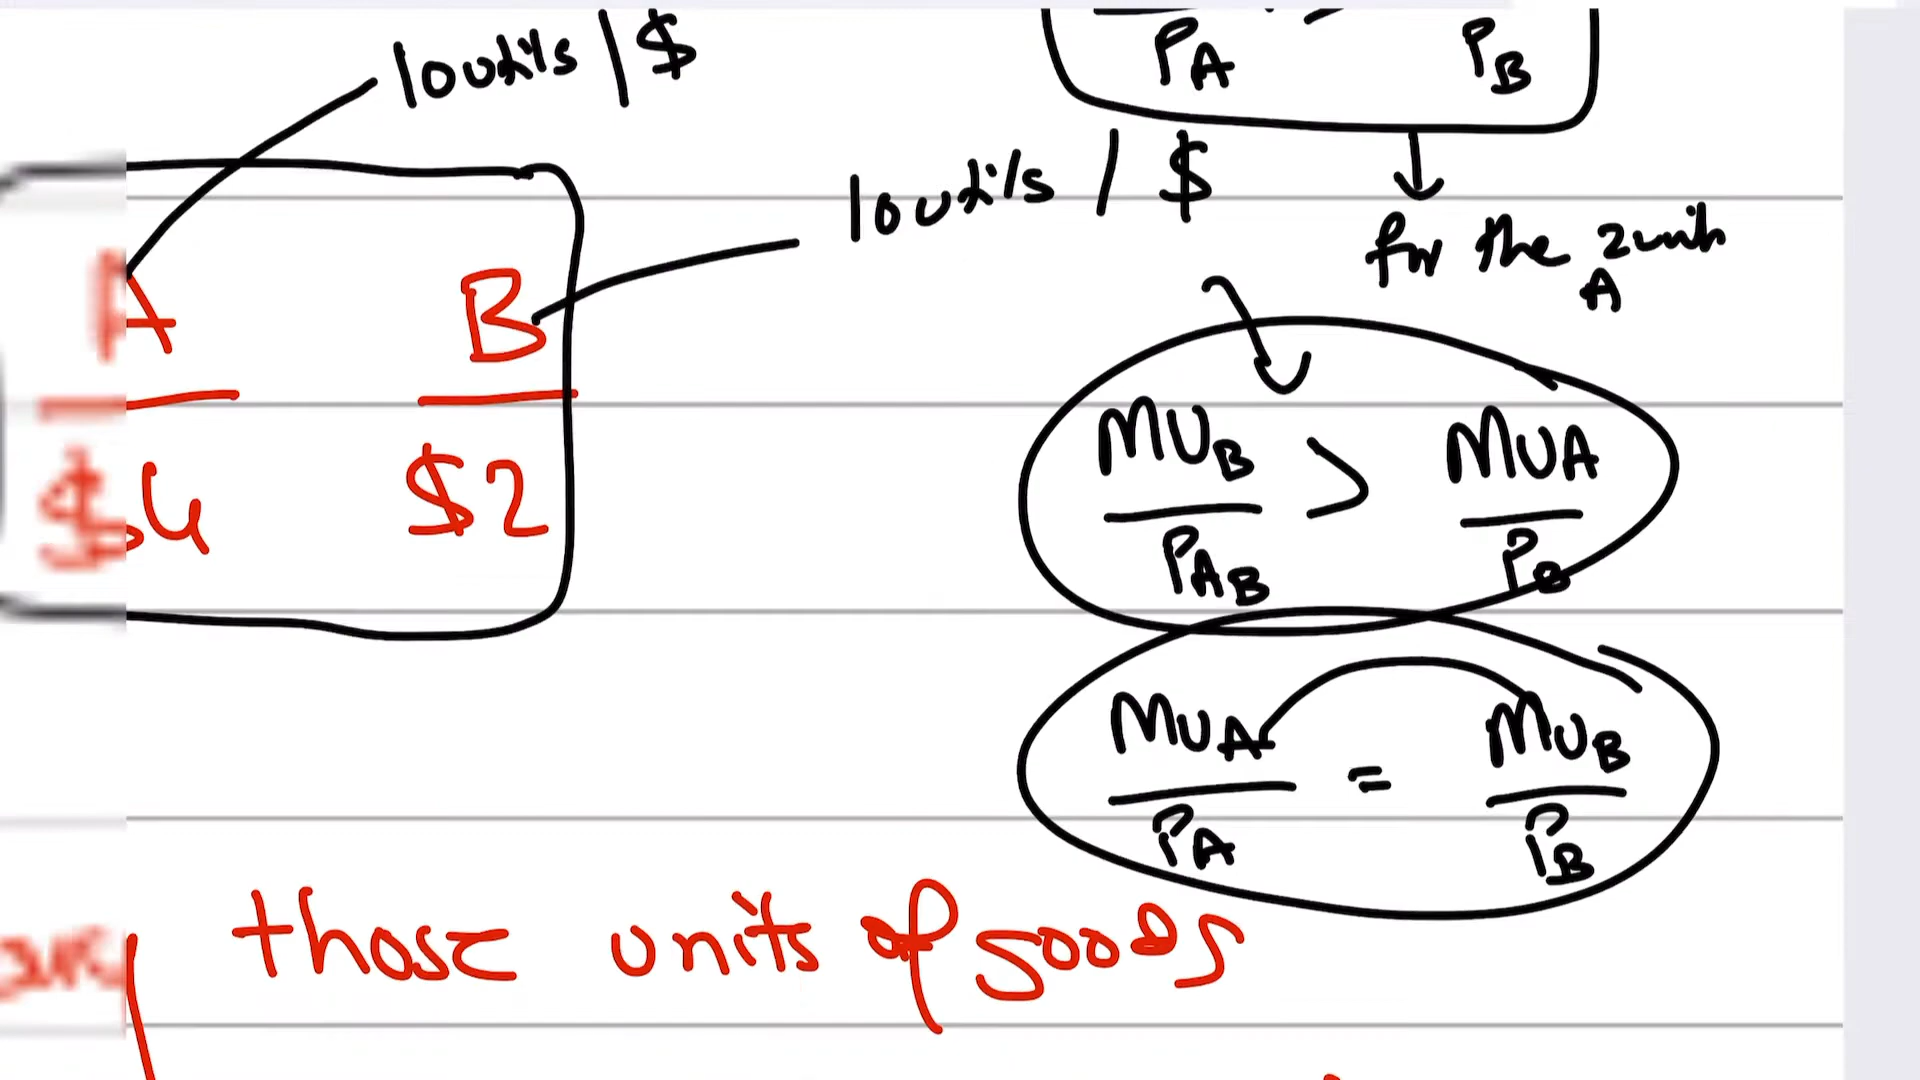 10utils / $
PA PB
10utils / $
for the 2 unit
A
A B
$4 $2
MUB > MUA
PAB PB
MUA = MUB
PA PB
those units of goods